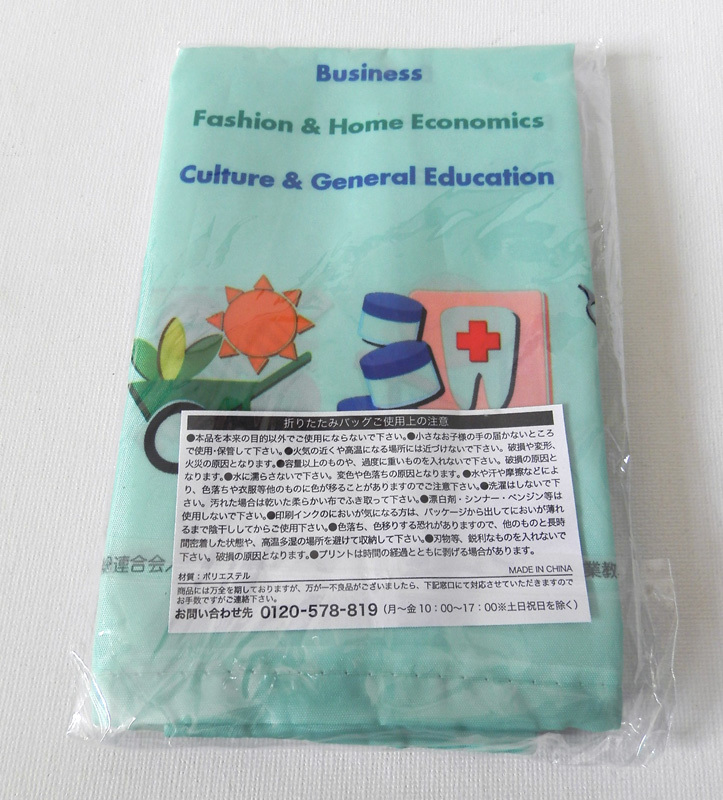 Business
Fashion & Home Economics
Culture & General Education
折りたたみバッグご使用上の注意
●本品を本来の目的以外でご使用にならないで下さい。●小さなお子様の手の届かないところ
で使用・保管して下さい。●火気の近くや高温になる場所には近づけないで下さい。破損や変形、
火災の原因となります。●容量以上のものや、過度に重いものを入れないで下さい。破損の原因と
なります。●水に濡らさないで下さい。変色や色落ちの原因となります。●水や汗や摩擦などによ
り、色落ちや衣服等他のものに色が移ることがありますのでご注意下さい。●洗濯はしないで下
さい。汚れた場合は乾いた柔らかい布でふき取って下さい。●漂白剤・シンナー・ベンジン等は
使用しないで下さい。●印刷インクのにおいが気になる方は、パッケージから出してにおいが薄れ
るまで陰干ししてからご使用下さい。●色落ち、色移りする恐れがありますので、他のものと長時
間密着した状態や、高温多湿の場所を避けて収納して下さい。●刃物等、鋭利なものを入れないで
下さい。破損の原因となります。●プリントは時間の経過とともに剥げる場合があります。
材質：ポリエステル MADE IN CHINA
商品には万全を期しておりますが、万が一不良品がございましたら、下記窓口にて対応させていただきますので
お手数ですがご連絡下さい。
お問い合わせ先 0120-578-819（月〜金 10：00〜17：00※土日祝日を除く）
連合会
業教